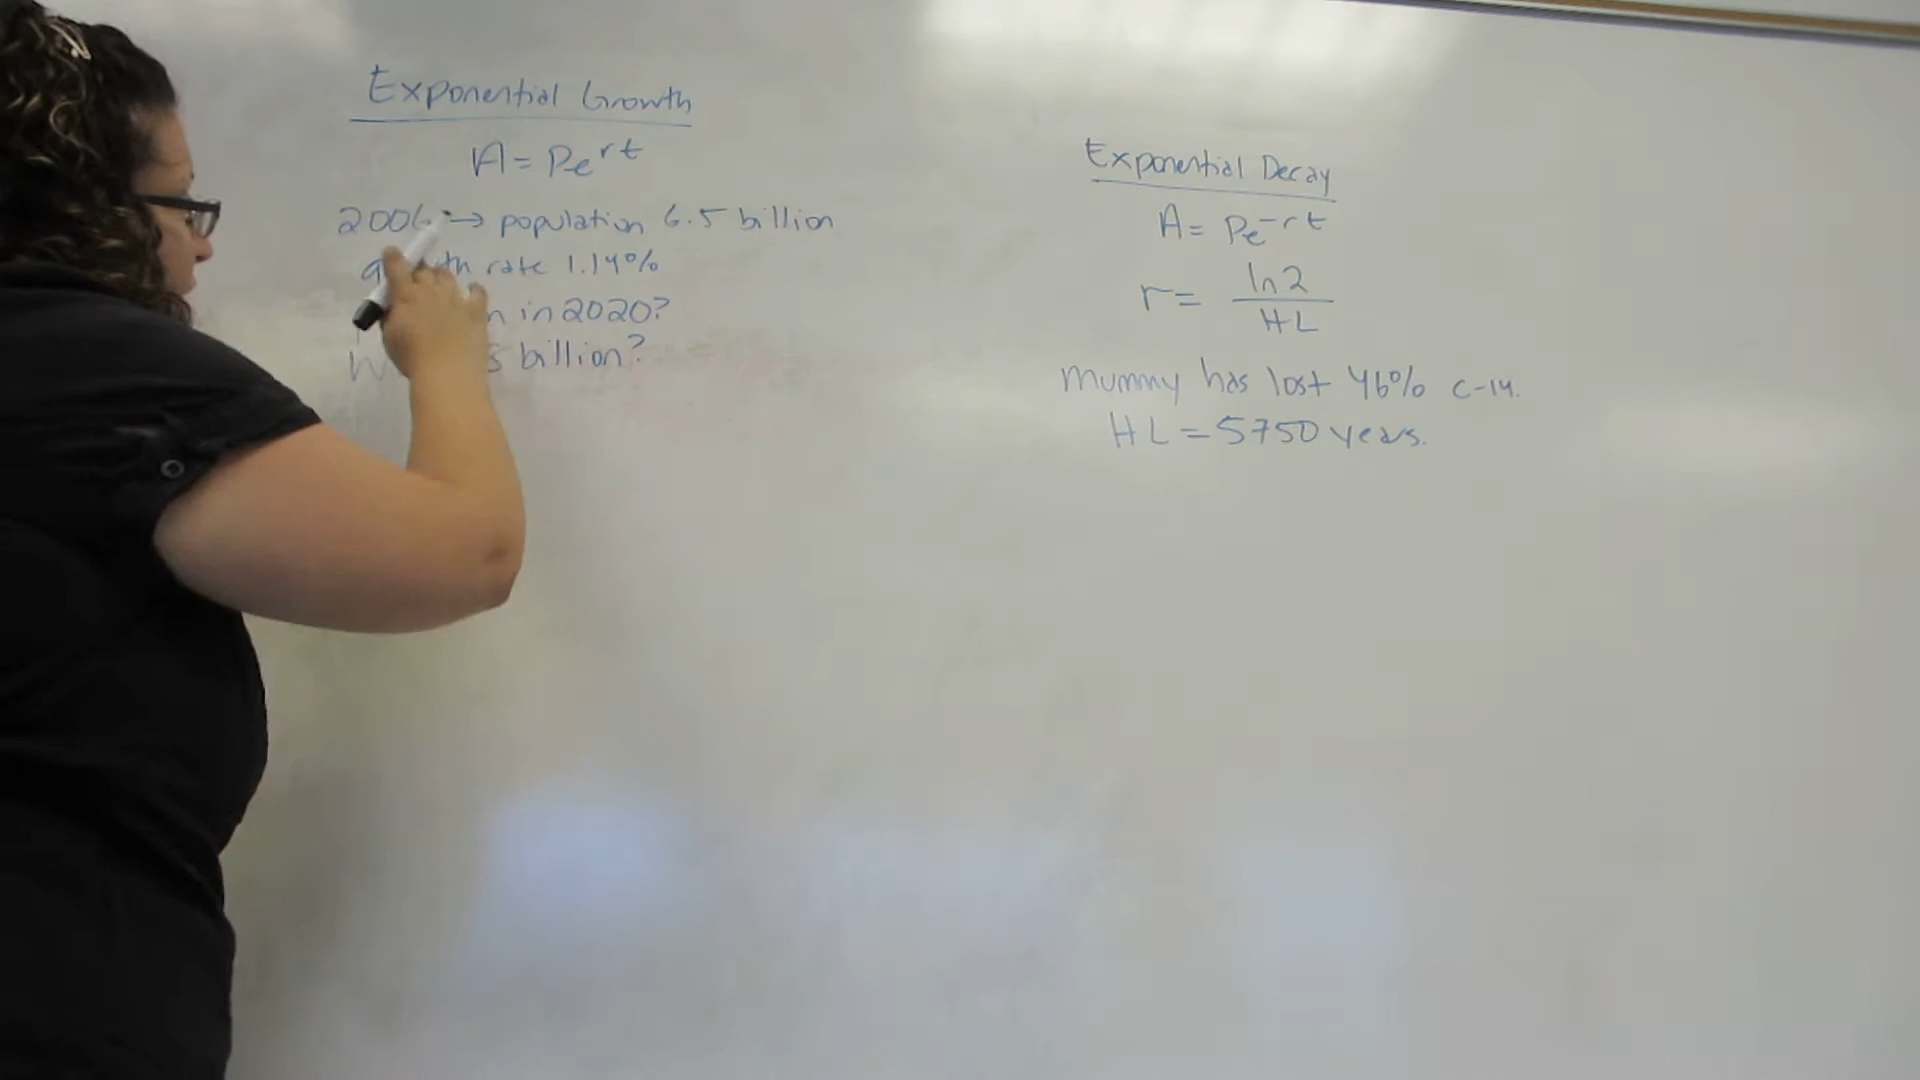 Exponential Growth
A = Pe^rt
2006 → population 6.5 billion
rate 1.14%
in 2020?
billion?
Exponential Decay
A = Pe^-rt
r = ln2 / HL
Mummy has lost 46% C-14.
HL = 5750 years.